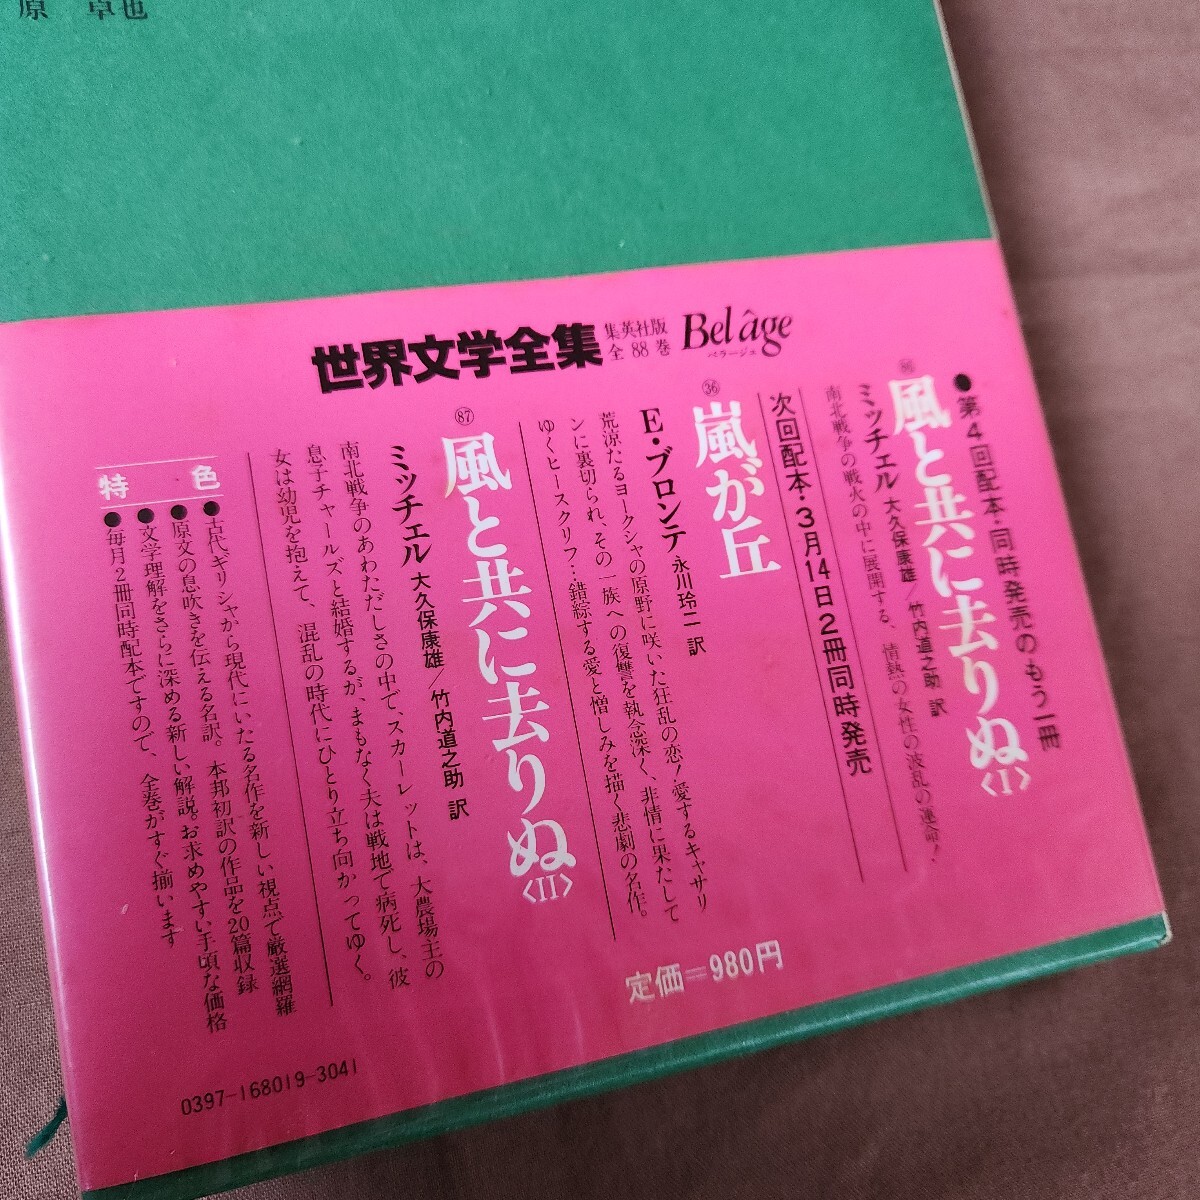 原 卓也
世界文学全集
集英社版
全88巻
Bel âge
ベラージュ
●第4回配本・同時発売のもう一冊
風と共に去りぬ〈I〉
ミッチェル 大久保康雄/竹内道之助 訳
南北戦争の戦火の中に展開する、情熱の女性の波乱の運命!
次回配本・3月14日2冊同時発売
㊱
嵐が丘
E・ブロンテ 永川玲二 訳
荒涼たるヨークシャの原野に咲いた狂乱の恋!愛するキャサリ
ンに裏切られ、その一族への復讐を執念深く、非情に果たして
ゆくヒースクリフ…錯綜する愛と憎しみを描く悲劇の名作。
87
風と共に去りぬ〈II〉
ミッチェル 大久保康雄/竹内道之助 訳
南北戦争のあわただしさの中で、スカーレットは、大農場主の
息子チャールズと結婚するが、まもなく夫は戦地で病死し、彼
女は幼児を抱えて、混乱の時代にひとり立ち向かってゆく。
特色
●古代ギリシャから現代にいたる名作を新しい視点で厳選網羅
●原文の息吹きを伝える名訳。本邦初訳の作品を20篇収録
●文学理解をさらに深める新しい解説。お求めやすい手頃な価格
●毎月2冊同時配本ですので、全巻がすぐ揃います
定価=980円
0397-168019-3041